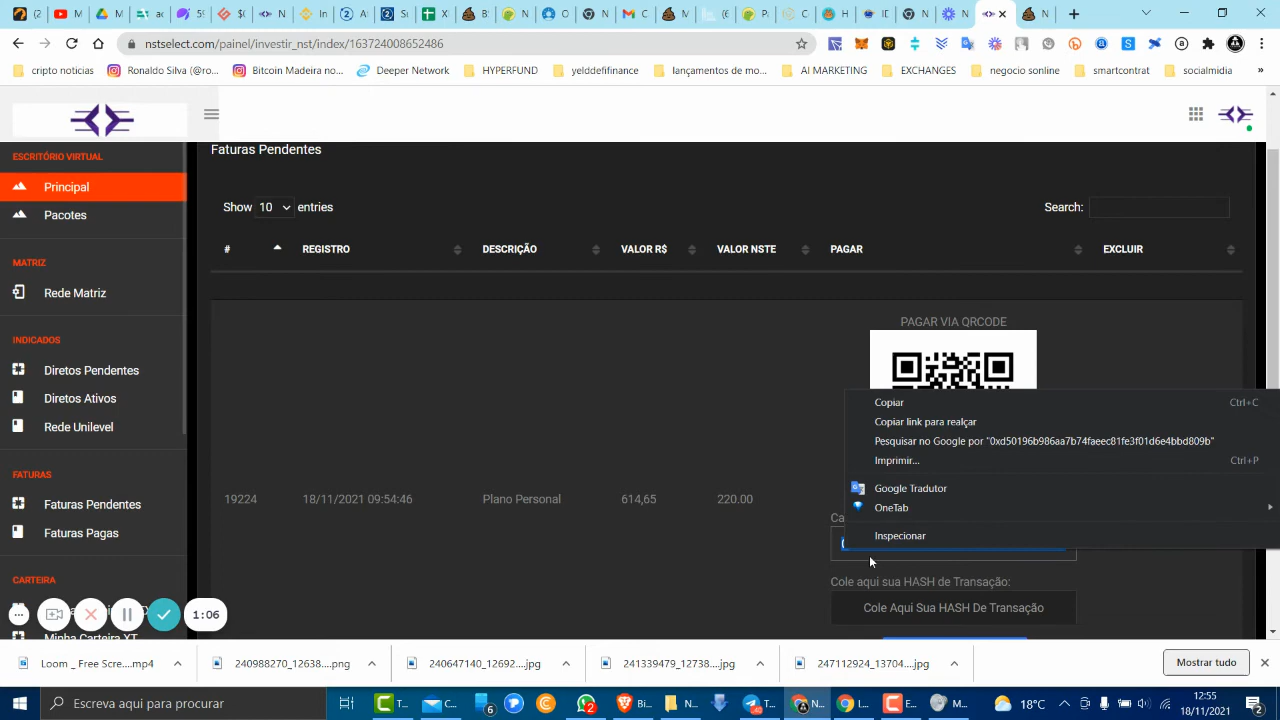 nstelecr.com/painel/investir_nst/index/163724008652486
cripto noticias
Ronaldo Silva (@ro...
Bitcoin Madeira no...
Deeper Network
HYPERFUND
yelddefifinance
lançamentos de mo...
AI MARKETING
EXCHANGES
negocio sonline
smartcontrat
socialmidia
»
ESCRITÓRIO VIRTUAL
Principal
Pacotes
MATRIZ
Rede Matriz
INDICADOS
Diretos Pendentes
Diretos Ativos
Rede Unilevel
FATURAS
Faturas Pendentes
Faturas Pagas
CARTEIRA
Minha Carteira XT
1:06
Faturas Pendentes
Show 10 entries
Search:
# REGISTRO DESCRIÇÃO VALOR R$ VALOR NSTE PAGAR EXCLUIR
PAGAR VIA QRCODE
19224 18/11/2021 09:54:46 Plano Personal 614,65 220.00
Copiar Ctrl+C
Copiar link para realçar
Pesquisar no Google por "0xd50196b986aa7b74faeec81fe3f01d6e4bbd809b"
Imprimir... Ctrl+P
Google Tradutor
OneTab
Inspecionar
Cole aqui sua HASH de Transação:
Cole Aqui Sua HASH De Transação
Loom _ Free Scre....mp4
240988270_12638....png
240647140_12692....jpg
241339479_12738....jpg
247112924_13704....jpg
Mostrar tudo
Escreva aqui para procurar
18°C
12:55
18/11/2021